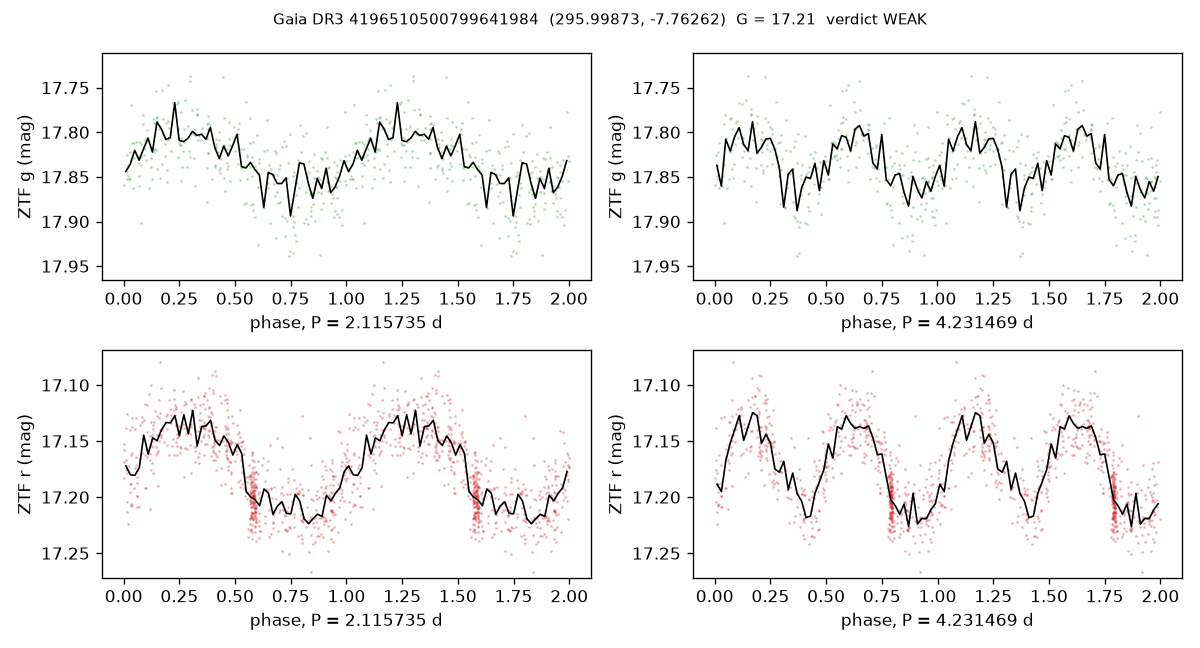 Gaia DR3 4196510500799641984 (295.99873, -7.76262) G = 17.21 verdict WEAK
ZTF g (mag)
17.75
17.80
17.85
17.90
17.95
0.00 0.25 0.50 0.75 1.00 1.25 1.50 1.75 2.00
phase, P = 2.115735 d
ZTF g (mag)
17.75
17.80
17.85
17.90
17.95
0.00 0.25 0.50 0.75 1.00 1.25 1.50 1.75 2.00
phase, P = 4.231469 d
ZTF r (mag)
17.10
17.15
17.20
17.25
0.00 0.25 0.50 0.75 1.00 1.25 1.50 1.75 2.00
phase, P = 2.115735 d
ZTF r (mag)
17.10
17.15
17.20
17.25
0.00 0.25 0.50 0.75 1.00 1.25 1.50 1.75 2.00
phase, P = 4.231469 d